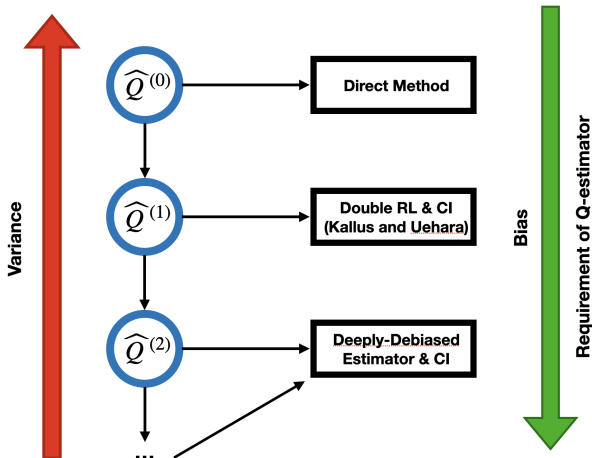 Variance
Q̂⁽⁰⁾
Direct Method
Q̂⁽¹⁾
Double RL & CI
(Kallus and Uehara)
Q̂⁽²⁾
Deeply-Debiased
Estimator & CI
...
Bias
Requirement of Q-estimator